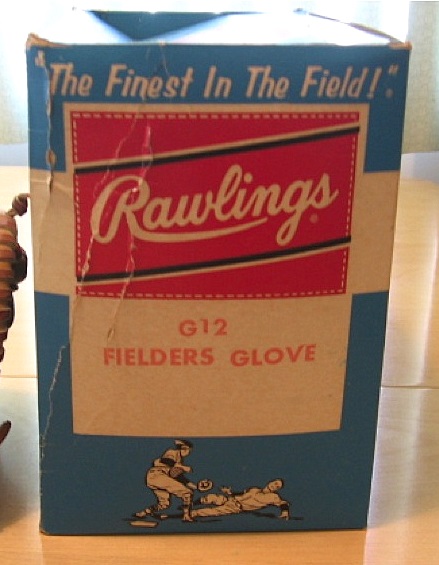 "The Finest In The Field!".
Rawlings®
G12
FIELDERS GLOVE